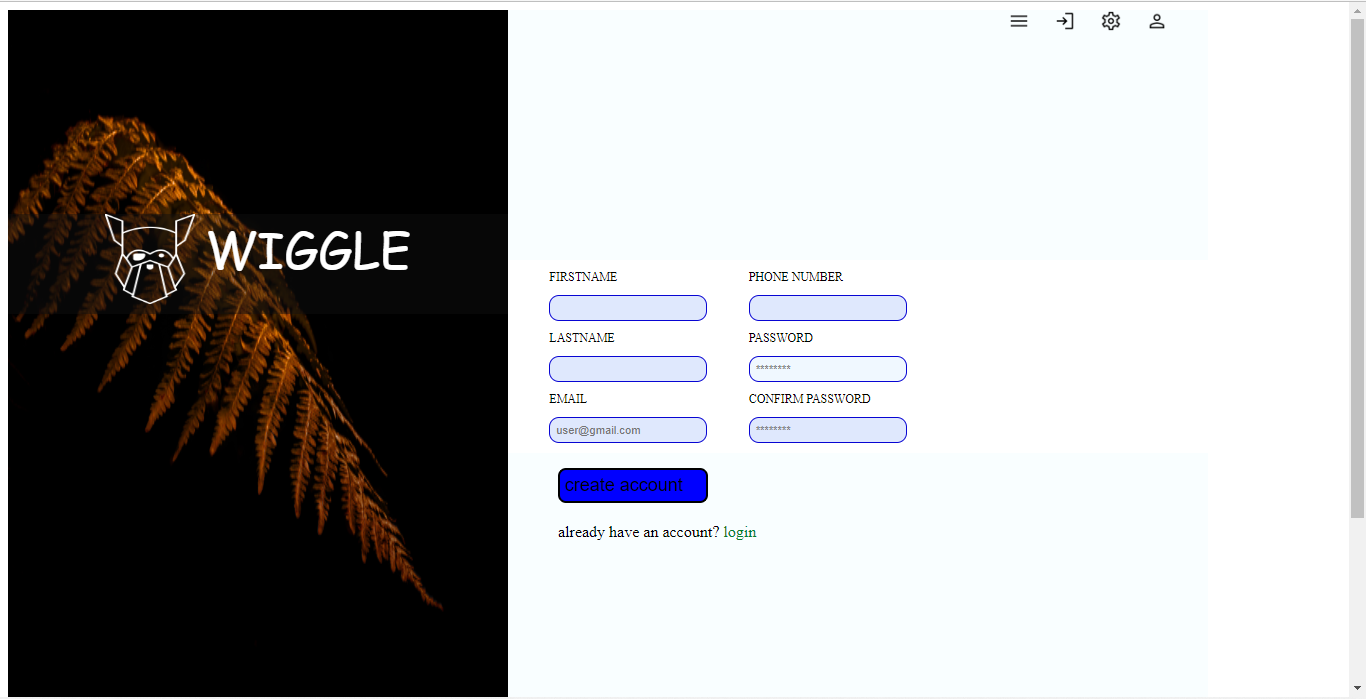 WIGGLE
FIRSTNAME PHONE NUMBER
LASTNAME PASSWORD
********
EMAIL CONFIRM PASSWORD
user@gmail.com ********
create account
already have an account? login